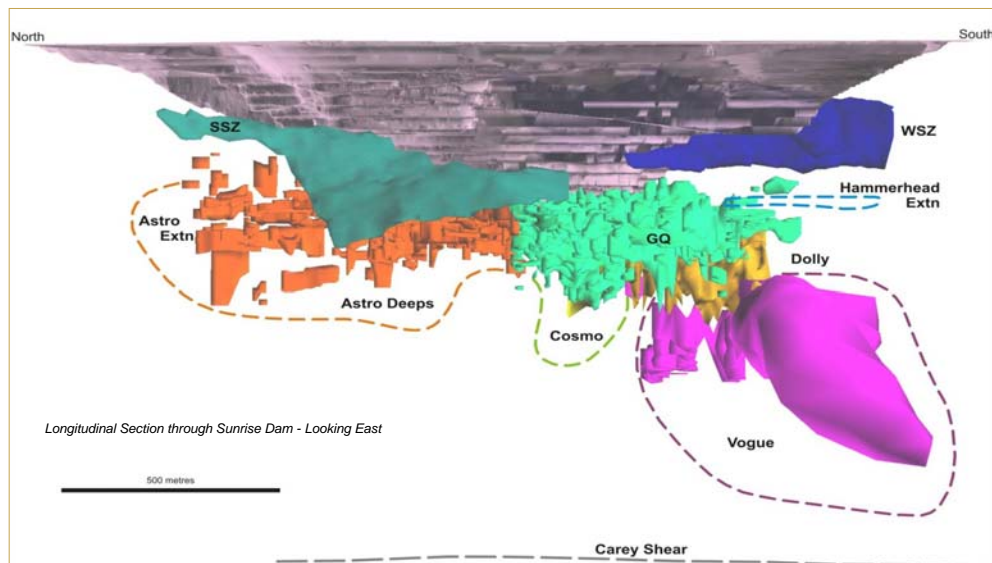 North
South
SSZ
WSZ
Hammerhead
Extn
Astro
Extn
GQ
Dolly
Astro Deeps
Cosmo
Longitudinal Section through Sunrise Dam - Looking East
Vogue
500 metres
Carey Shear